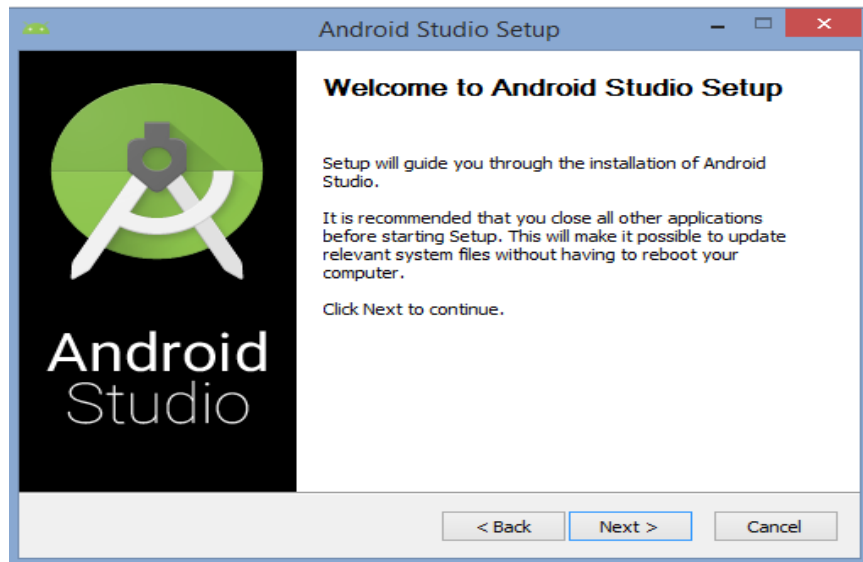 Android Studio Setup
Welcome to Android Studio Setup
Setup will guide you through the installation of Android
Studio.
It is recommended that you close all other applications
before starting Setup. This will make it possible to update
relevant system files without having to reboot your
computer.
Click Next to continue.
Android
Studio
< Back
Next >
Cancel